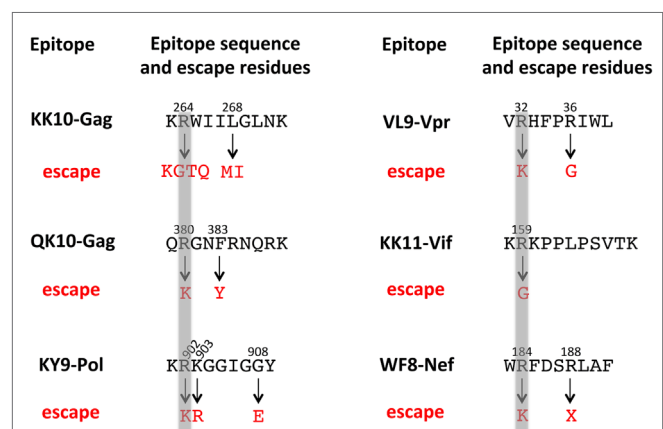 Epitope Epitope sequence and escape residues
264 268
KK10-Gag KRWIILGLNK
escape KGTQ MI
380 383
QK10-Gag QRGNFRNQRK
escape K Y
902 903 908
KY9-Pol KRKGGIGGY
escape KR E
Epitope Epitope sequence and escape residues
32 36
VL9-Vpr VRHFPRIWL
escape K G
159
KK11-Vif KRKPPLPSVTK
escape G
184 188
WF8-Nef WRFDSRLAF
escape K X